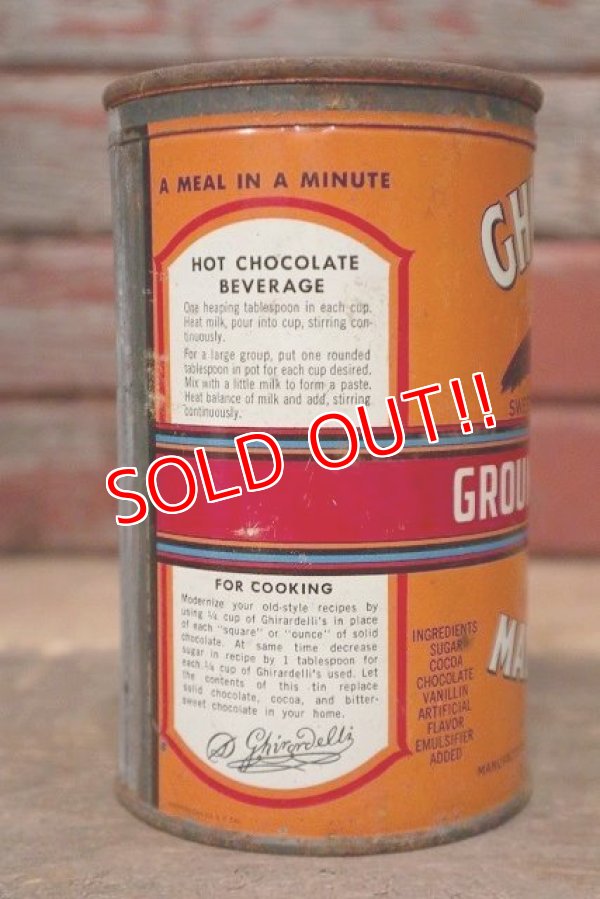 A MEAL IN A MINUTE
HOT CHOCOLATE
BEVERAGE
One heaping tablespoon in each cup.
Heat milk, pour into cup, stirring con-
tinuously.
For a large group, put one rounded
tablespoon in pot for each cup desired.
Mix with a little milk to form a paste.
Heat balance of milk and add, stirring
continuously.
SOLD OUT!!
GH
SWE
GROU
FOR COOKING
Modernize your old-style recipes by
using ¼ cup of Ghirardelli's in place
of each "square" or "ounce" of solid
chocolate. At same time decrease
sugar in recipe by 1 tablespoon for
each ¼ cup of Ghirardelli's used. Let
the contents of this tin replace
solid chocolate, cocoa, and bitter-
sweet chocolate in your home.
D Ghirardelli
INGREDIENTS
SUGAR
COCOA
CHOCOLATE
VANILLIN
ARTIFICIAL
FLAVOR
EMULSIFIER
ADDED
MA
MANUF